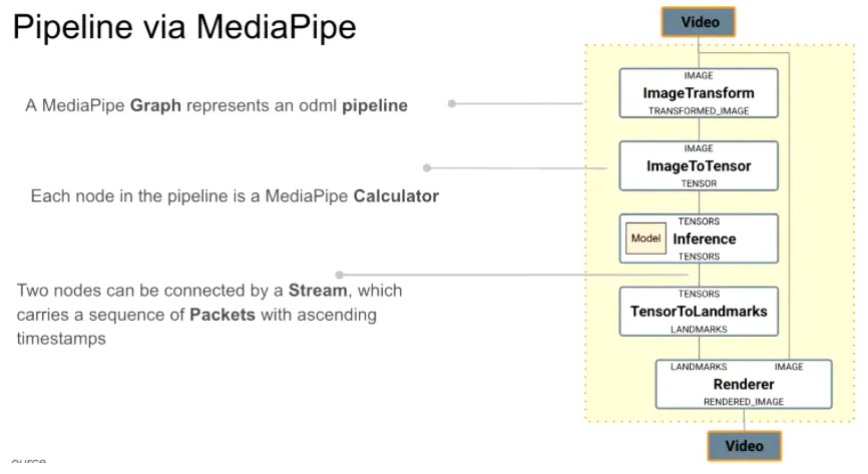 Pipeline via MediaPipe
A MediaPipe Graph represents an odml pipeline
Each node in the pipeline is a MediaPipe Calculator
Two nodes can be connected by a Stream, which
carries a sequence of Packets with ascending
timestamps
Video
IMAGE
ImageTransform
TRANSFORMED_IMAGE
IMAGE
ImageToTensor
TENSOR
TENSORS
Model Inference
TENSORS
TENSORS
TensorToLandmarks
LANDMARKS
LANDMARKS IMAGE
Renderer
RENDERED_IMAGE
Video